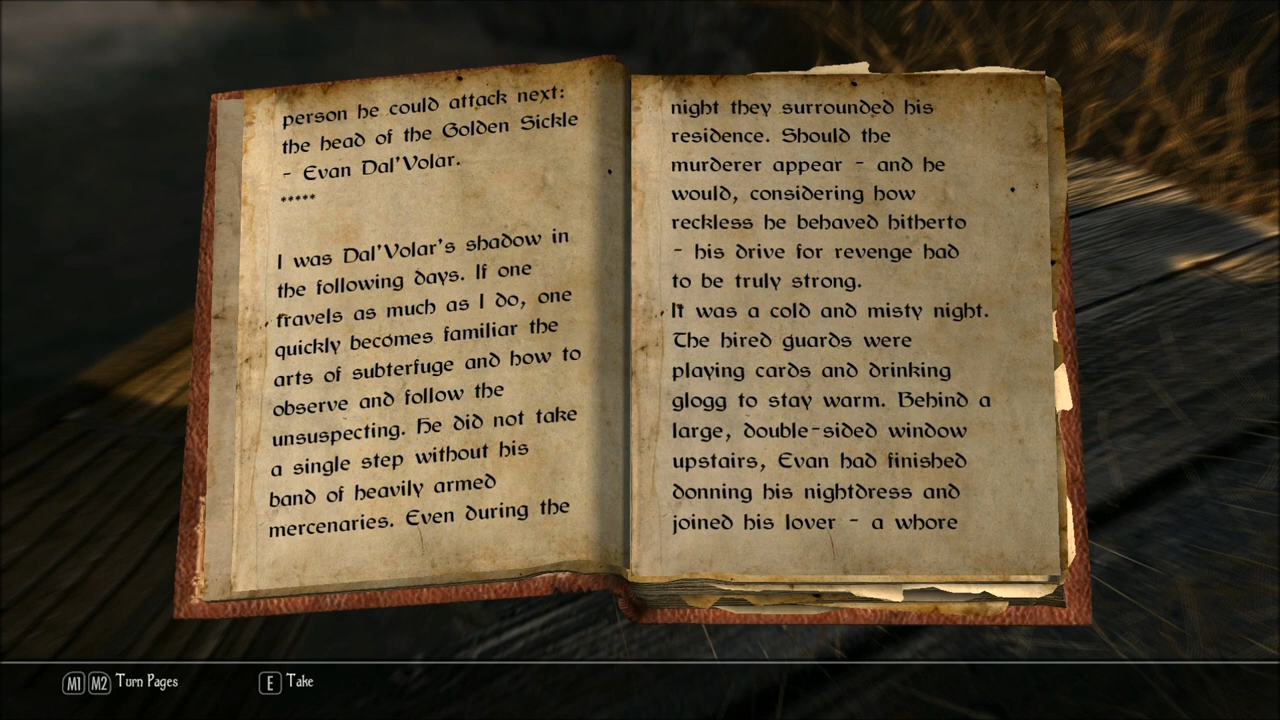 person he could attack next:
the head of the Golden Sickle
- Evan Dal'Volar.
*****
I was Dal'Volar's shadow in
the following days. If one
travels as much as I do, one
quickly becomes familiar the
arts of subterfuge and how to
observe and follow the
unsuspecting. He did not take
a single step without his
band of heavily armed
mercenaries. Even during the
night they surrounded his
residence. Should the
murderer appear - and he
would, considering how
reckless he behaved hitherto
- his drive for revenge had
to be truly strong.
It was a cold and misty night.
The hired guards were
playing cards and drinking
glogg to stay warm. Behind a
large, double-sided window
upstairs, Evan had finished
donning his nightdress and
joined his lover - a whore
M1 M2 Turn Pages
E Take